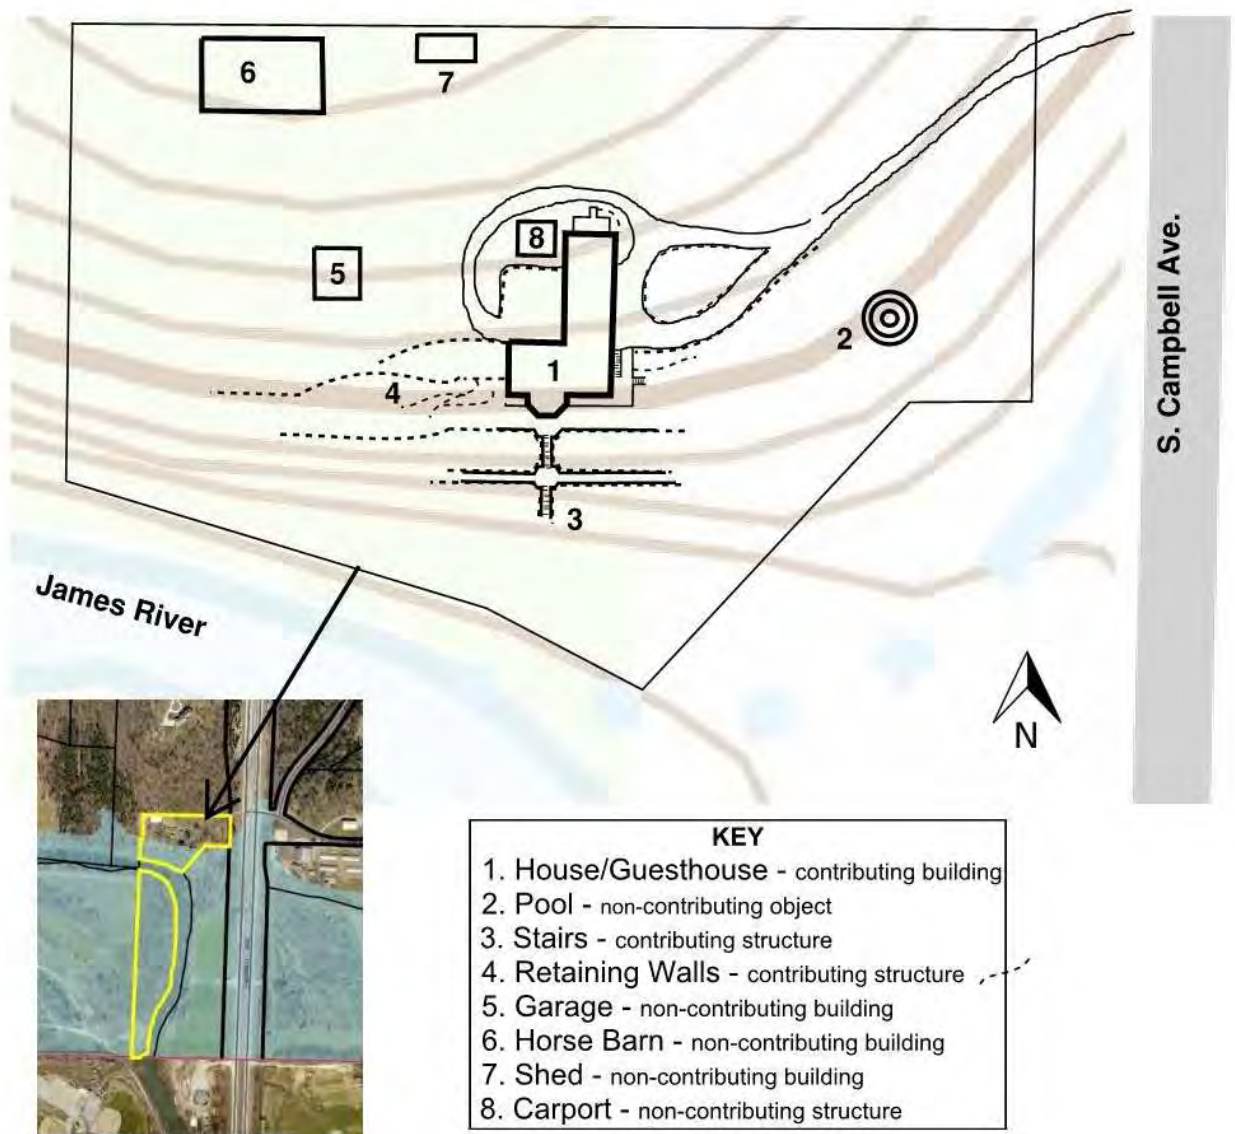 6
7
8
5
2
1
4
3
S. Campbell Ave.
James River
N
KEY
1. House/Guesthouse - contributing building
2. Pool - non-contributing object
3. Stairs - contributing structure
4. Retaining Walls - contributing structure
5. Garage - non-contributing building
6. Horse Barn - non-contributing building
7. Shed - non-contributing building
8. Carport - non-contributing structure